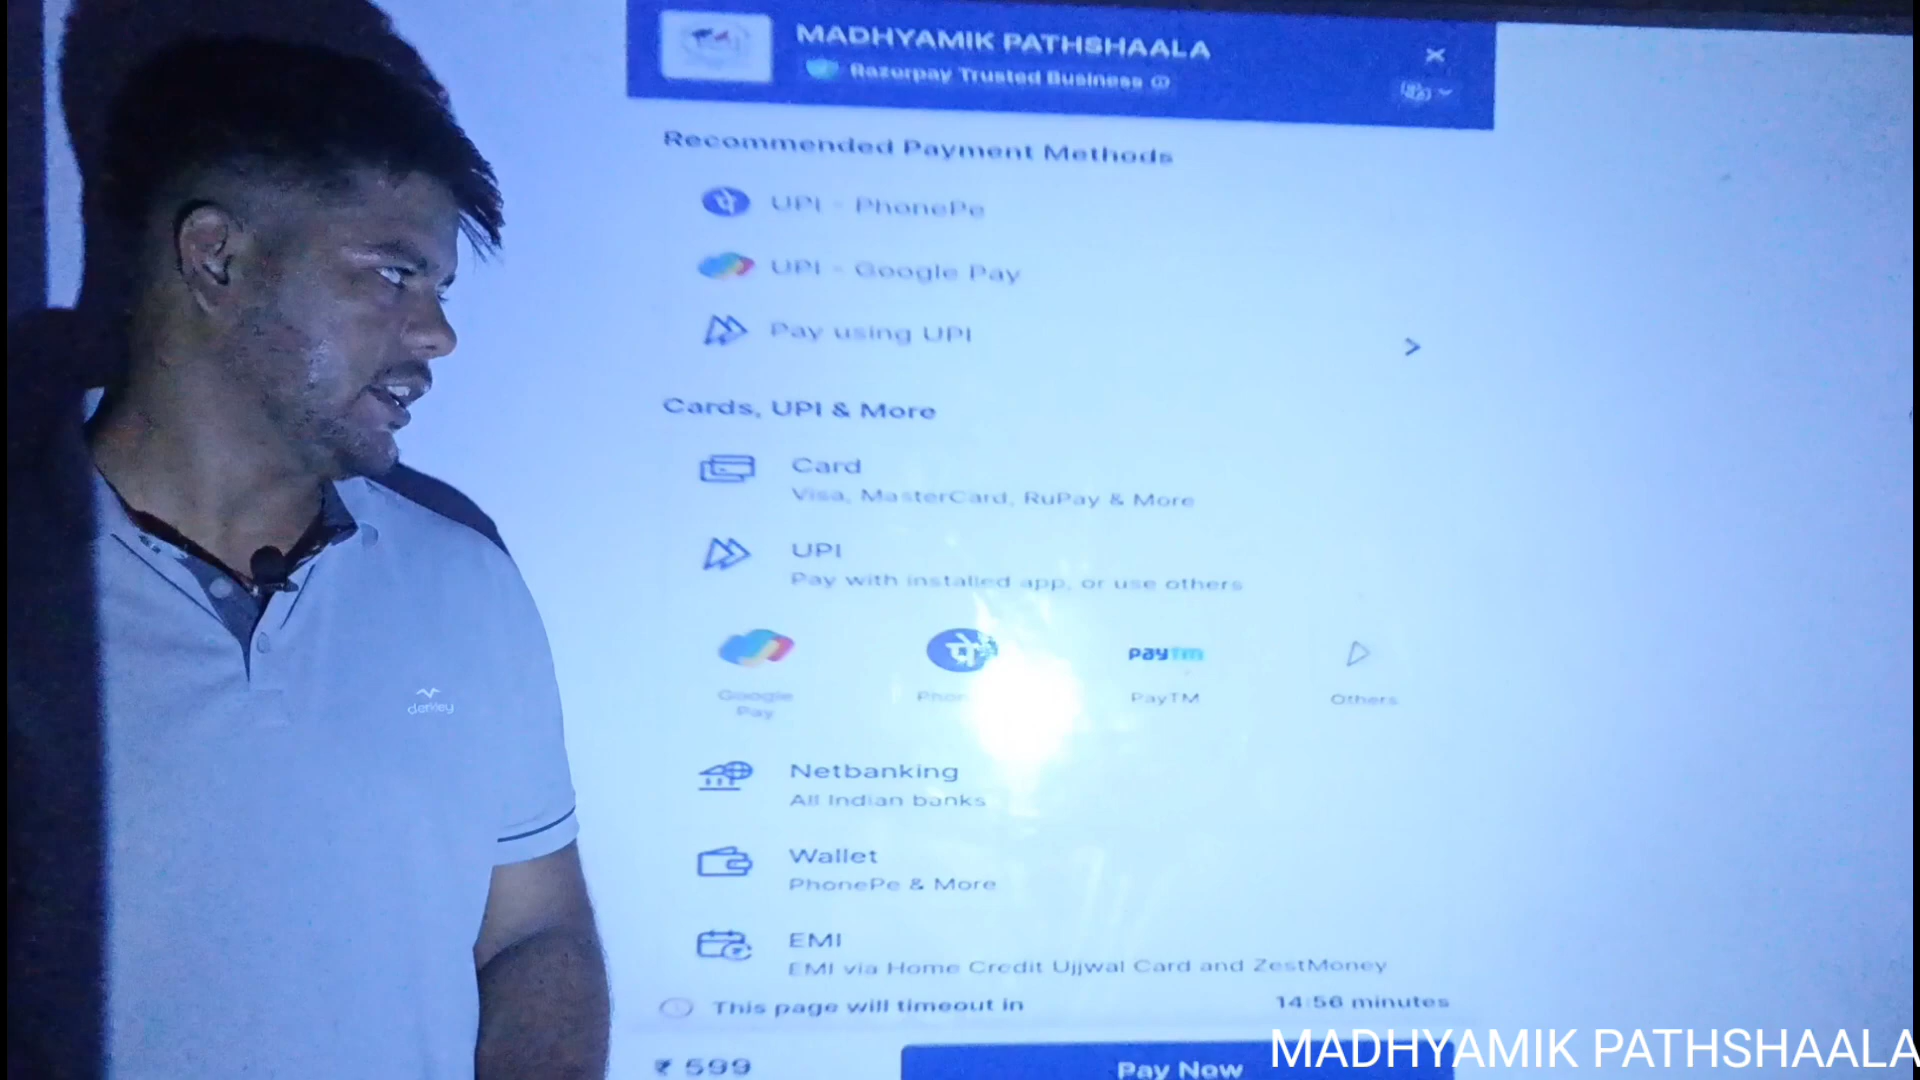 MADHYAMIK PATHSHAALA
Razorpay Trusted Business
Recommended Payment Methods
UPI - PhonePe
UPI - Google Pay
Pay using UPI
Cards, UPI & More
Card
Visa, MasterCard, RuPay & More
UPI
Pay with installed app, or use others
पे
paytm
Google
Pay
PayTM
Others
Netbanking
All Indian banks
Wallet
PhonePe & More
EMI
EMI via Home Credit Ujjwal Card and ZestMoney
This page will timeout in 14:56 minutes
₹ 599
Pay Now
MADHYAMIK PATHSHAALA